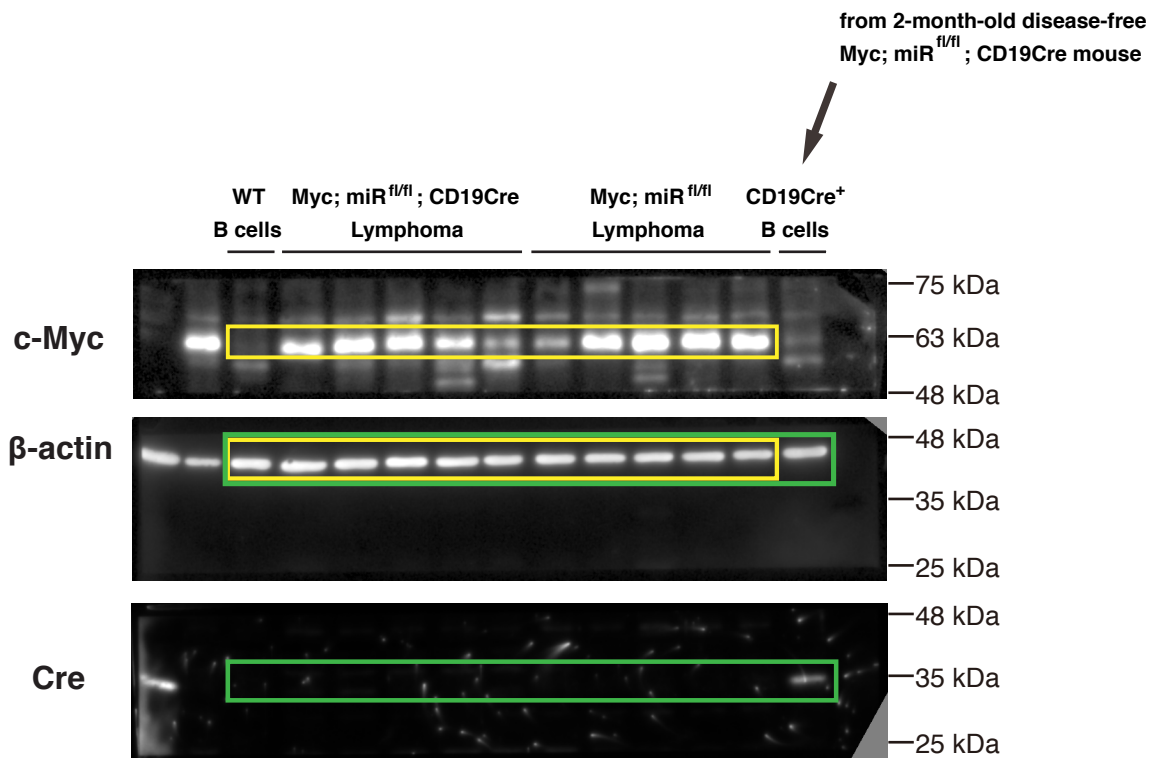 from 2-month-old disease-free
Myc; miR^fl/fl ; CD19Cre mouse
WT
B cells
Myc; miR^fl/fl ; CD19Cre
Lymphoma
Myc; miR^fl/fl
Lymphoma
CD19Cre⁺
B cells
c-Myc
75 kDa
63 kDa
48 kDa
β-actin
48 kDa
35 kDa
25 kDa
Cre
48 kDa
35 kDa
25 kDa